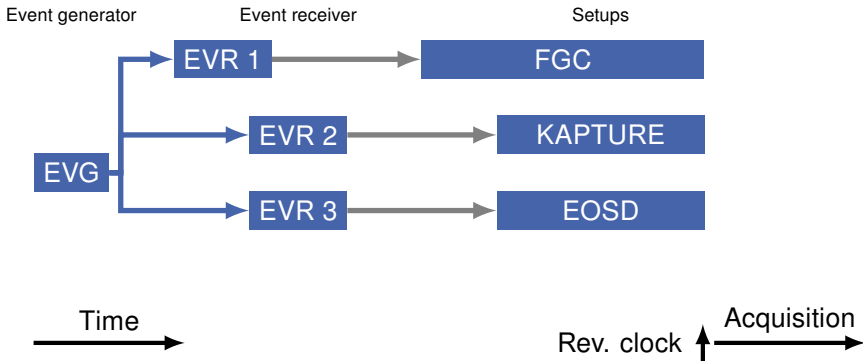 Event generator
Event receiver
Setups
EVR 1
FGC
EVR 2
KAPTURE
EVG
EVR 3
EOSD
Time
Acquisition
Rev. clock